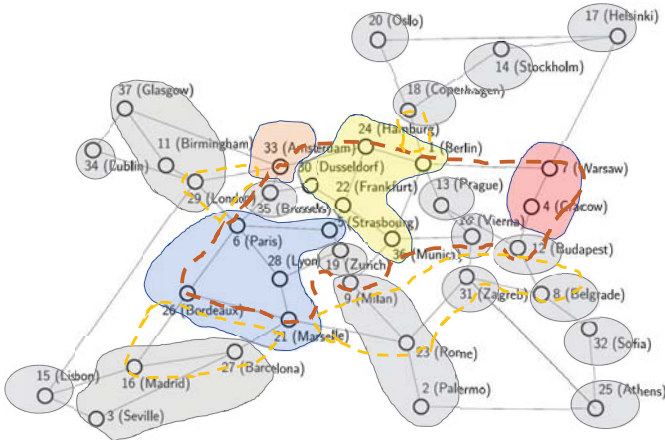 20 (Oslo)
17 (Helsinki)
14 (Stockholm)
37 (Glasgow)
18 (Copenhagen)
24 (Hamburg)
11 (Birmingham)
33 (Amsterdam)
1 (Berlin)
34 (Dublin)
30 (Dusseldorf)
7 (Warsaw)
29 (London)
22 (Frankfurt)
13 (Prague)
35 (Brussels)
4 (Cracow)
5 (Strasbourg)
(Vienna)
6 (Paris)
36 (Munich)
12 (Budapest)
28 (Lyon)
19 (Zurich)
9 (Milan)
31 (Zagreb)
8 (Belgrade)
26 (Bordeaux)
21 (Marseille)
23 (Rome)
32 (Sofia)
27 (Barcelona)
15 (Lisbon)
16 (Madrid)
2 (Palermo)
25 (Athens)
3 (Seville)